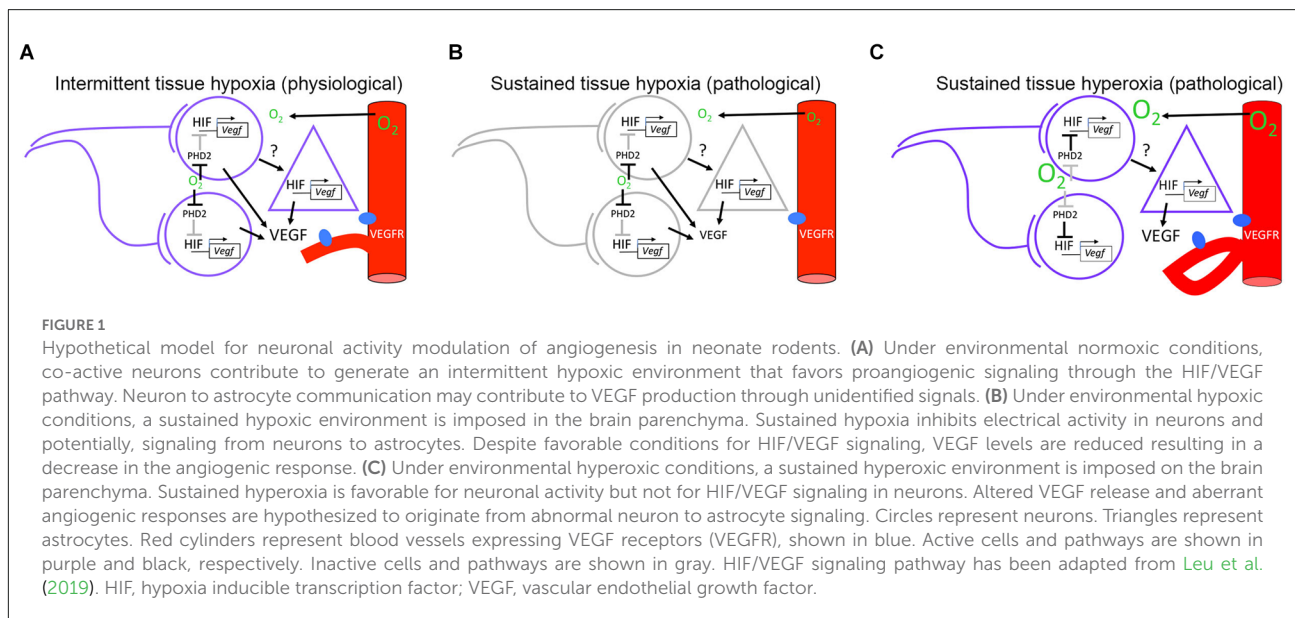 A
Intermittent tissue hypoxia (physiological)
HIF
Vegf
PHD2
O2
PHD2
HIF
Vegf
?
HIF
Vegf
VEGF
O2
O2
VEGFR
B
Sustained tissue hypoxia (pathological)
HIF
Vegf
PHD2
O2
PHD2
HIF
Vegf
?
HIF
Vegf
VEGF
O2
O2
VEGFR
C
Sustained tissue hyperoxia (pathological)
HIF
Vegf
PHD2
O2
PHD2
HIF
Vegf
?
HIF
Vegf
VEGF
O2
O2
VEGFR
FIGURE 1
Hypothetical model for neuronal activity modulation of angiogenesis in neonate rodents. (A) Under environmental normoxic conditions,
co-active neurons contribute to generate an intermittent hypoxic environment that favors proangiogenic signaling through the HIF/VEGF
pathway. Neuron to astrocyte communication may contribute to VEGF production through unidentified signals. (B) Under environmental hypoxic
conditions, a sustained hypoxic environment is imposed in the brain parenchyma. Sustained hypoxia inhibits electrical activity in neurons and
potentially, signaling from neurons to astrocytes. Despite favorable conditions for HIF/VEGF signaling, VEGF levels are reduced resulting in a
decrease in the angiogenic response. (C) Under environmental hyperoxic conditions, a sustained hyperoxic environment is imposed on the brain
parenchyma. Sustained hyperoxia is favorable for neuronal activity but not for HIF/VEGF signaling in neurons. Altered VEGF release and aberrant
angiogenic responses are hypothesized to originate from abnormal neuron to astrocyte signaling. Circles represent neurons. Triangles represent
astrocytes. Red cylinders represent blood vessels expressing VEGF receptors (VEGFR), shown in blue. Active cells and pathways are shown in
purple and black, respectively. Inactive cells and pathways are shown in gray. HIF/VEGF signaling pathway has been adapted from Leu et al.
(2019). HIF, hypoxia inducible transcription factor; VEGF, vascular endothelial growth factor.